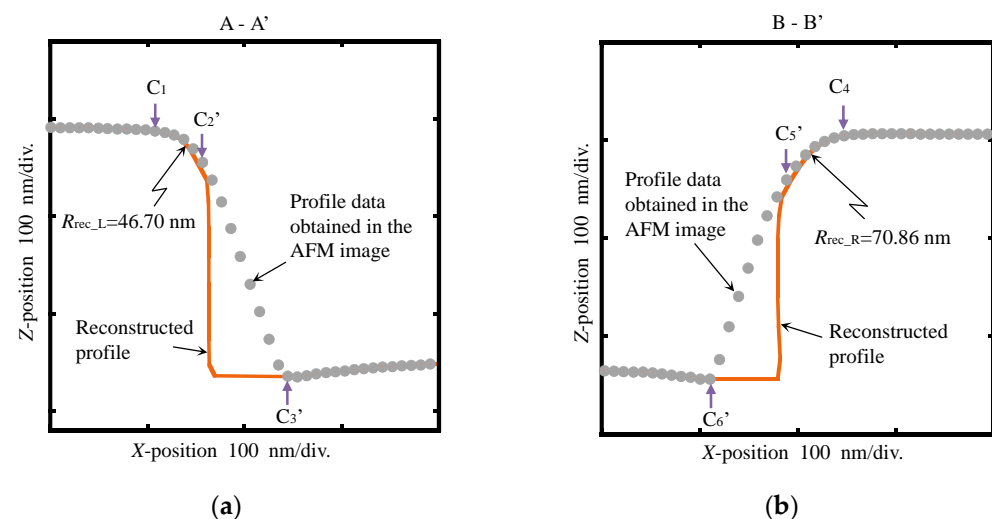 A - A’
C1
C2’
Rrec_L=46.70 nm
Profile data
obtained in the
AFM image
Reconstructed
profile
C3’
Z-position 100 nm/div.
X-position 100 nm/div.
(a)
B - B’
C4
C5’
Profile data
obtained in the
AFM image
Rrec_R=70.86 nm
Reconstructed
profile
C6’
Z-position 100 nm/div.
X-position 100 nm/div.
(b)